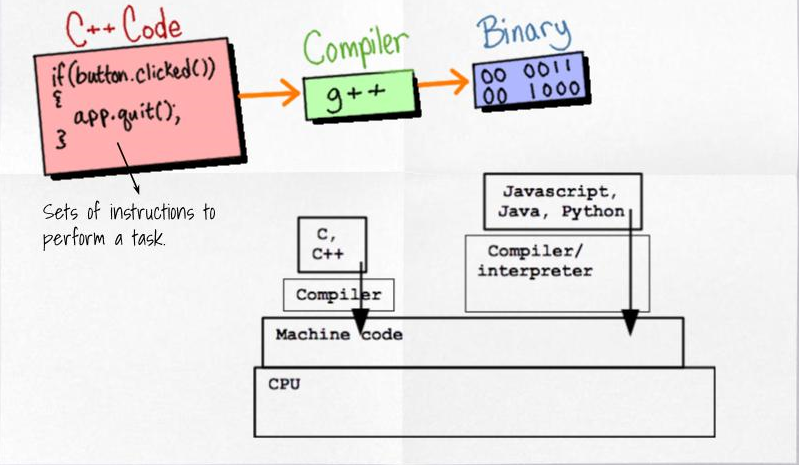 C++ Code
if(button.clicked())
{
app.quit();
}
Compiler
g++
Binary
00 0011
00 1000
Sets of instructions to
perform a task.
C,
C++
Compiler
Javascript,
Java, Python
Compiler/
interpreter
Machine code
CPU